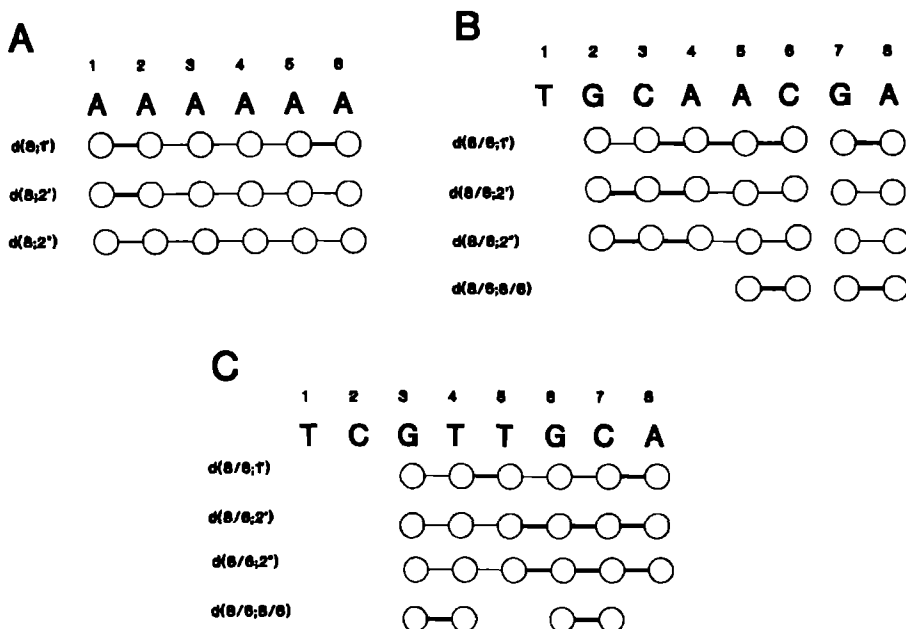 A
1 2 3 4 5 6
A A A A A A
d(8;1')
d(8;2')
d(8;2")
B
1 2 3 4 5 6 7 8
T G C A A C G A
d(8/6;1')
d(8/6;2')
d(8/6;2")
d(8/6;8/6)
C
1 2 3 4 5 6 7 8
T C G T T G C A
d(8/6;1')
d(8/6;2')
d(8/6;2")
d(8/6;8/6)